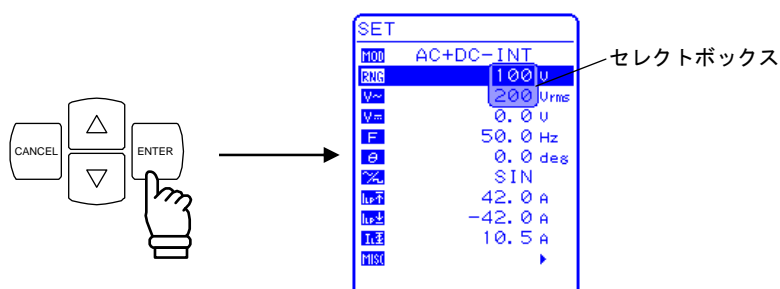 SET
MOD AC+DC-INT
RNG 100 V
V~ 200 Vrms
V⎓ 0.0 V
F 50.0 Hz
θ 0.0 deg
SIN
42.0 A
-42.0 A
10.5 A
MISC
セレクトボックス
CANCEL
ENTER